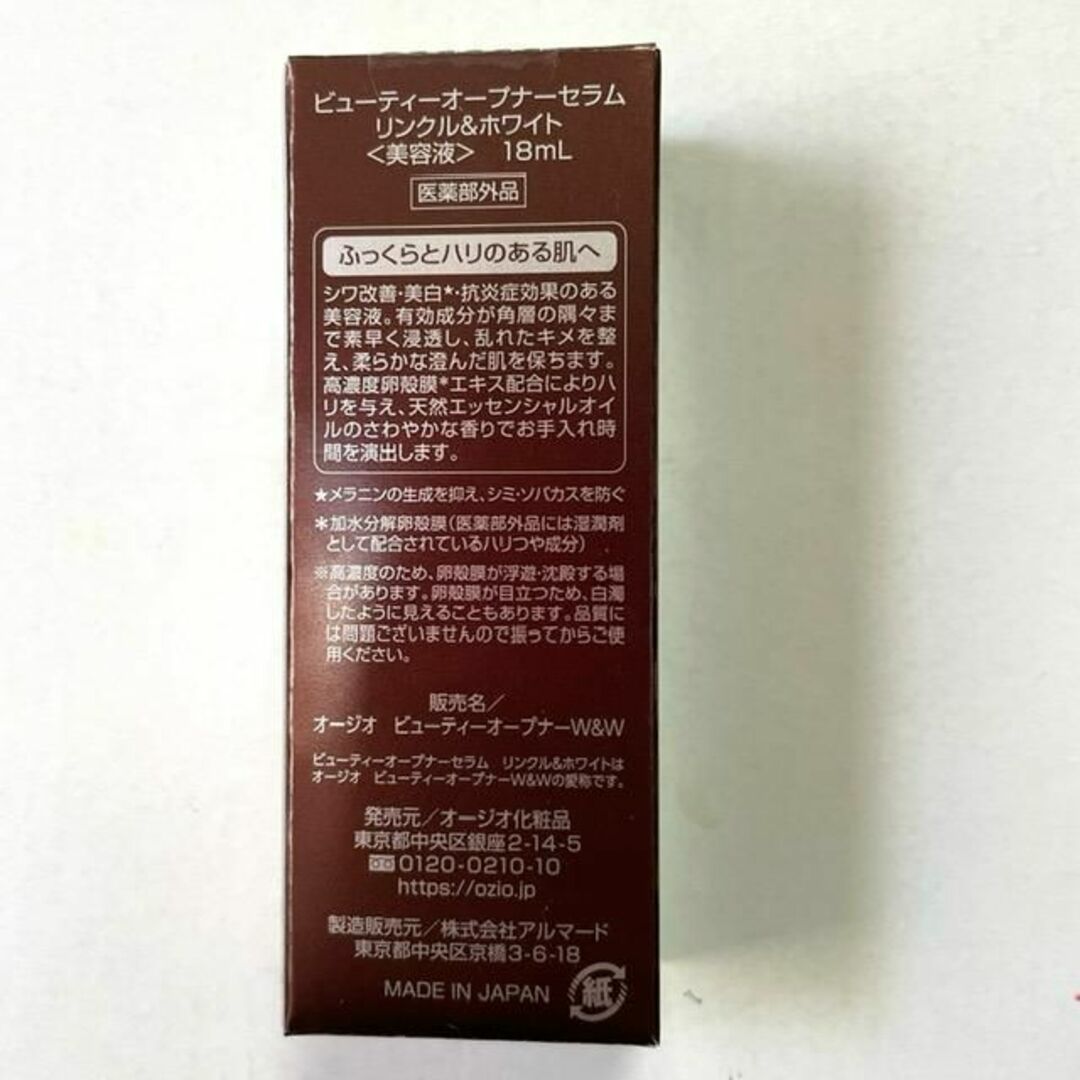 ビューティーオープナーセラム
リンクル&ホワイト
<美容液> 18mL
医薬部外品
ふっくらとハリのある肌へ
シワ改善・美白★・抗炎症効果のある
美容液。有効成分が角層の隅々ま
で素早く浸透し、乱れたキメを整
え、柔らかな澄んだ肌を保ちます。
高濃度卵殻膜*エキス配合によりハ
リを与え、天然エッセンシャルオイ
ルのさわやかな香りでお手入れ時
間を演出します。
★メラニンの生成を抑え、シミ・ソバカスを防ぐ
*加水分解卵殻膜(医薬部外品には湿潤剤
として配合されているハリつや成分)
※高濃度のため、卵殻膜が浮遊・沈殿する場
合があります。卵殻膜が目立つため、白濁
したように見えることもあります。品質に
は問題ございませんので振ってからご使
用ください。
販売名/
オージオ ビューティーオープナーW&W
ビューティーオープナーセラム リンクル&ホワイトは
オージオ ビューティーオープナーW&Wの愛称です。
発売元/オージオ化粧品
東京都中央区銀座2-14-5
0120-0210-10
https://ozio.jp
製造販売元/株式会社アルマード
東京都中央区京橋3-6-18
MADE IN JAPAN
紙